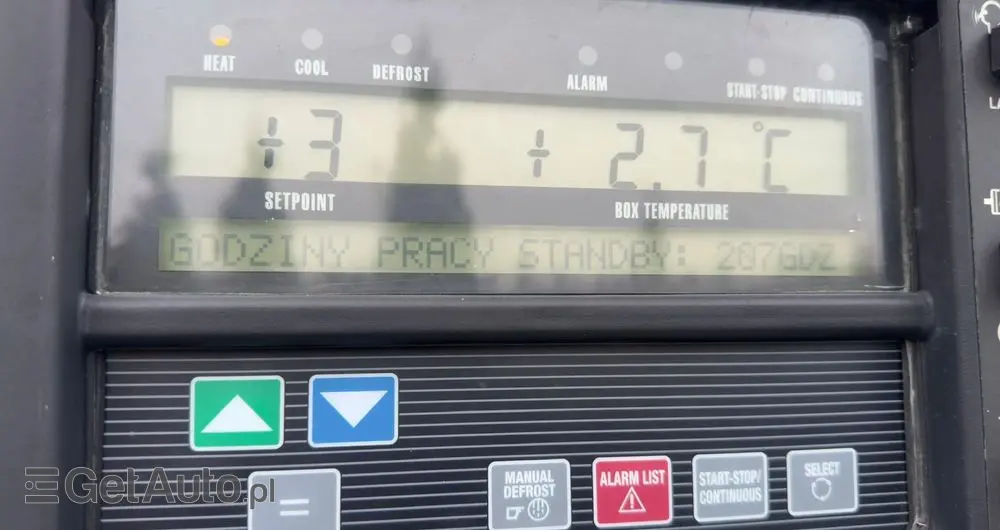 HEAT COOL DEFROST ALARM START-STOP CONTINUOUS
+3 + 2.7 °C
SETPOINT BOX TEMPERATURE
GODZINY PRACY STANDBY: 207GDZ
MANUAL
DEFROST
ALARM LIST
START-STOP/
CONTINUOUS
SELECT
=
GetAuto.pl